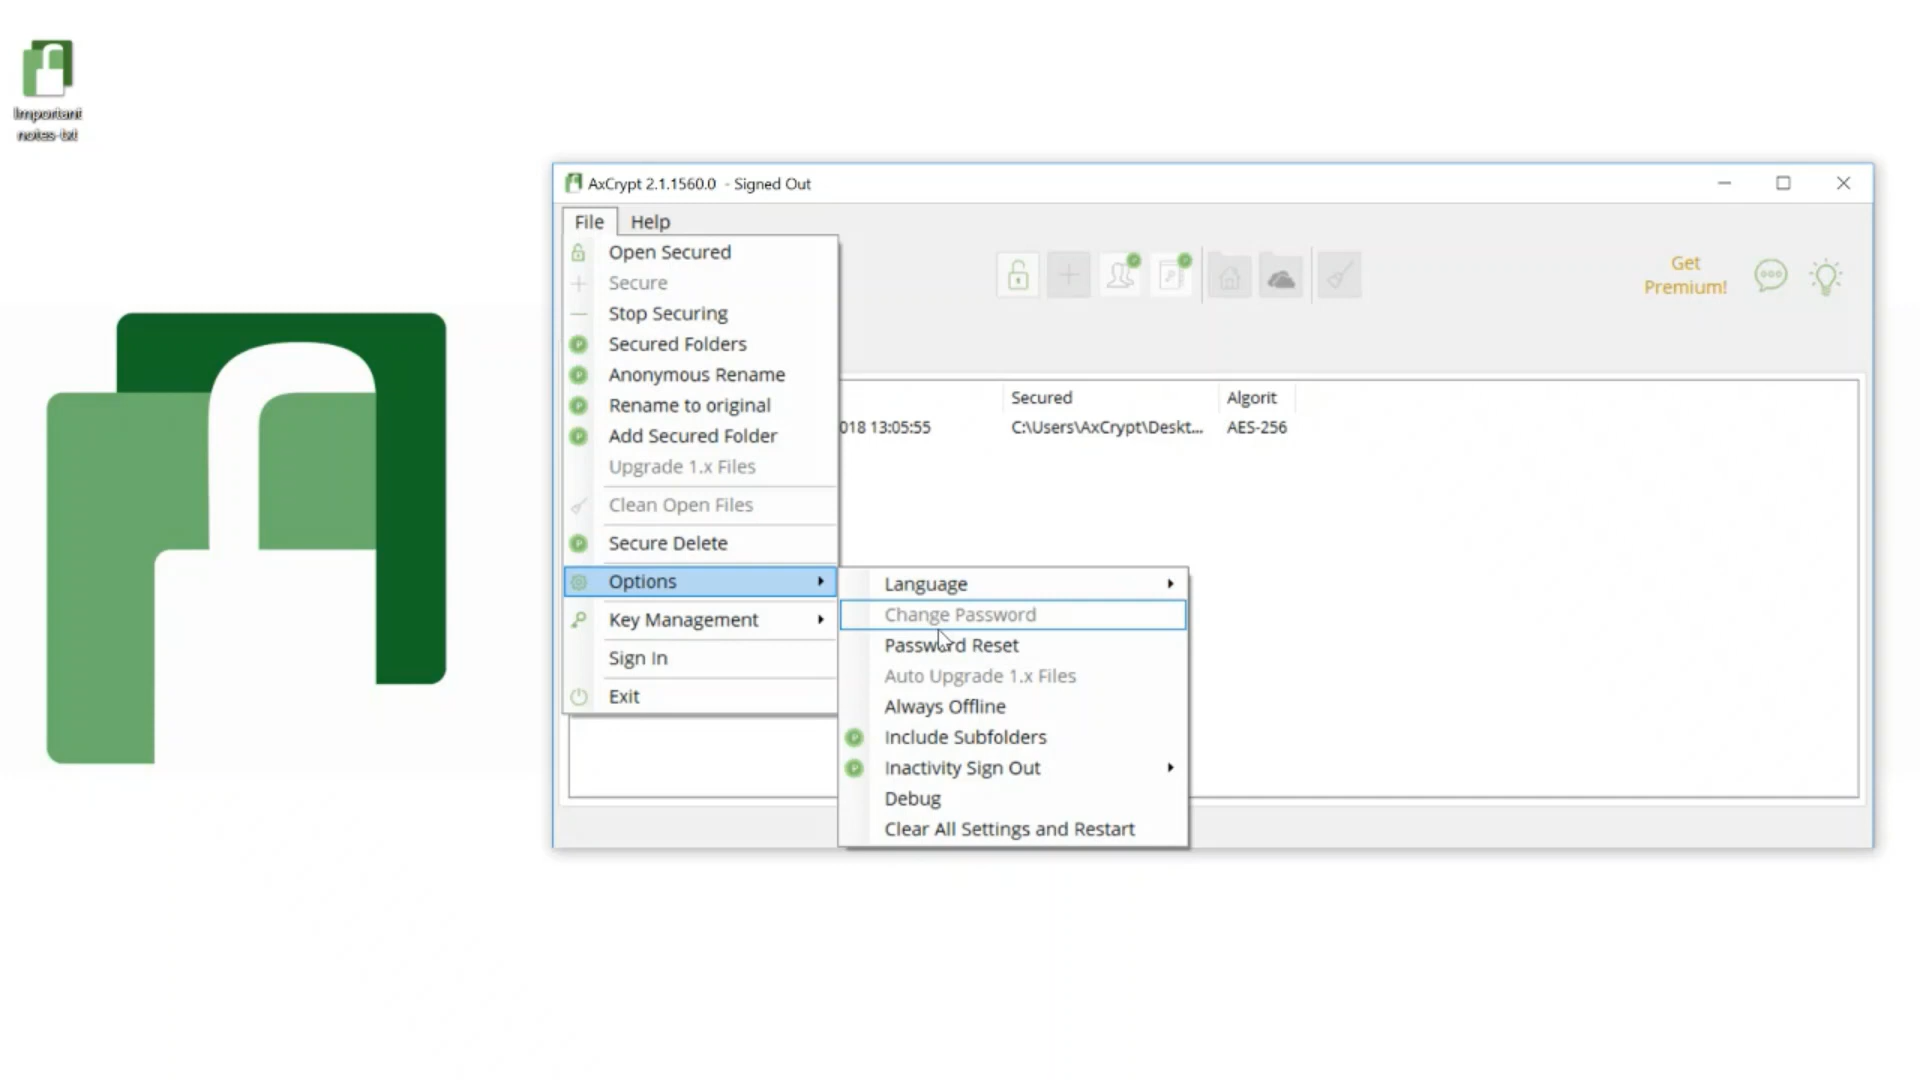 Important
notes-txt
AxCrypt 2.1.1560.0 - Signed Out
File Help
Open Secured
Secure
Stop Securing
Secured Folders
Anonymous Rename
Rename to original
Add Secured Folder
Upgrade 1.x Files
Clean Open Files
Secure Delete
Options
Key Management
Sign In
Exit
Get
Premium!
Secured Algorit
018 13:05:55 C:\Users\AxCrypt\Deskt... AES-256
Language
Change Password
Password Reset
Auto Upgrade 1.x Files
Always Offline
Include Subfolders
Inactivity Sign Out
Debug
Clear All Settings and Restart